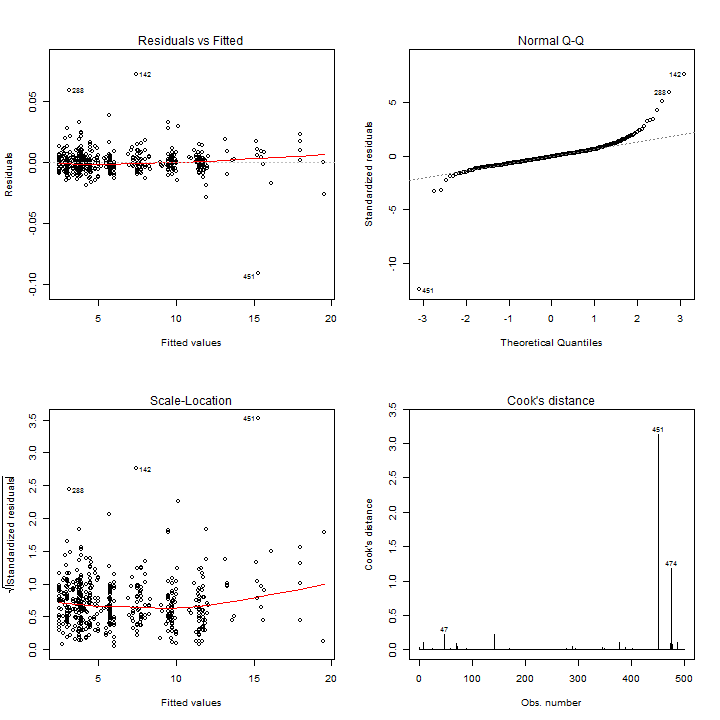 Residuals vs Fitted
Residuals
0.05
0.00
-0.05
-0.10
288
142
451
5 10 15 20
Fitted values
Normal Q-Q
Standardized residuals
5
0
-5
-10
142
288
451
-3 -2 -1 0 1 2 3
Theoretical Quantiles
Scale-Location
√|Standardized residuals|
3.5
3.0
2.5
2.0
1.5
1.0
0.5
0.0
451
142
288
5 10 15 20
Fitted values
Cook's distance
Cook's distance
3.5
3.0
2.5
2.0
1.5
1.0
0.5
0.0
451
474
47
0 100 200 300 400 500
Obs. number